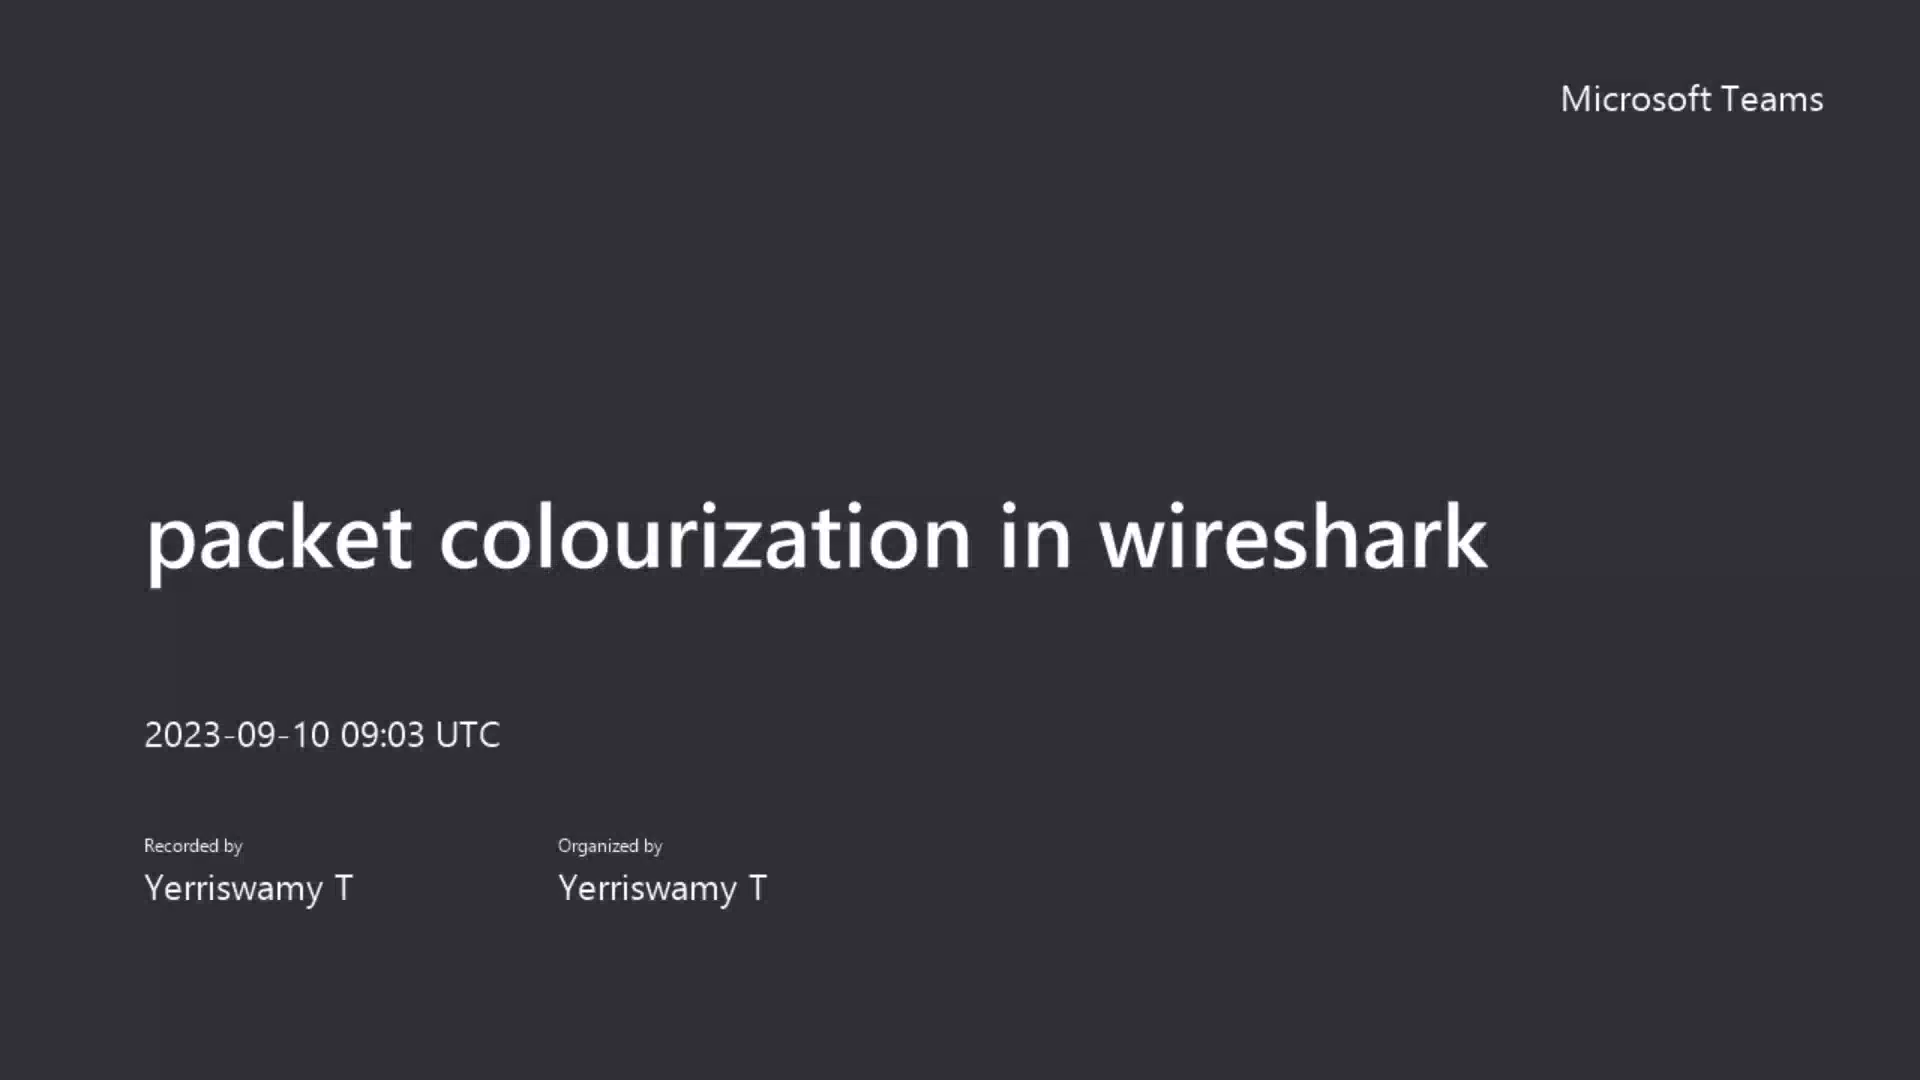 Microsoft Teams
packet colourization in wireshark
2023-09-10 09:03 UTC
Recorded by
Yerriswamy T
Organized by
Yerriswamy T